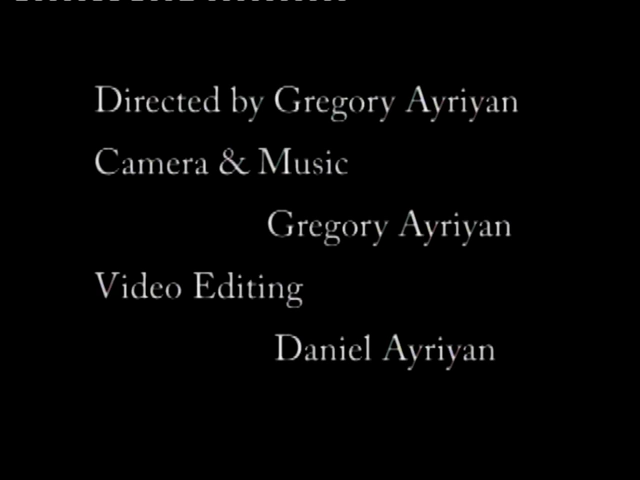 Directed by Gregory Ayriyan
Camera & Music
Gregory Ayriyan
Video Editing
Daniel Ayriyan